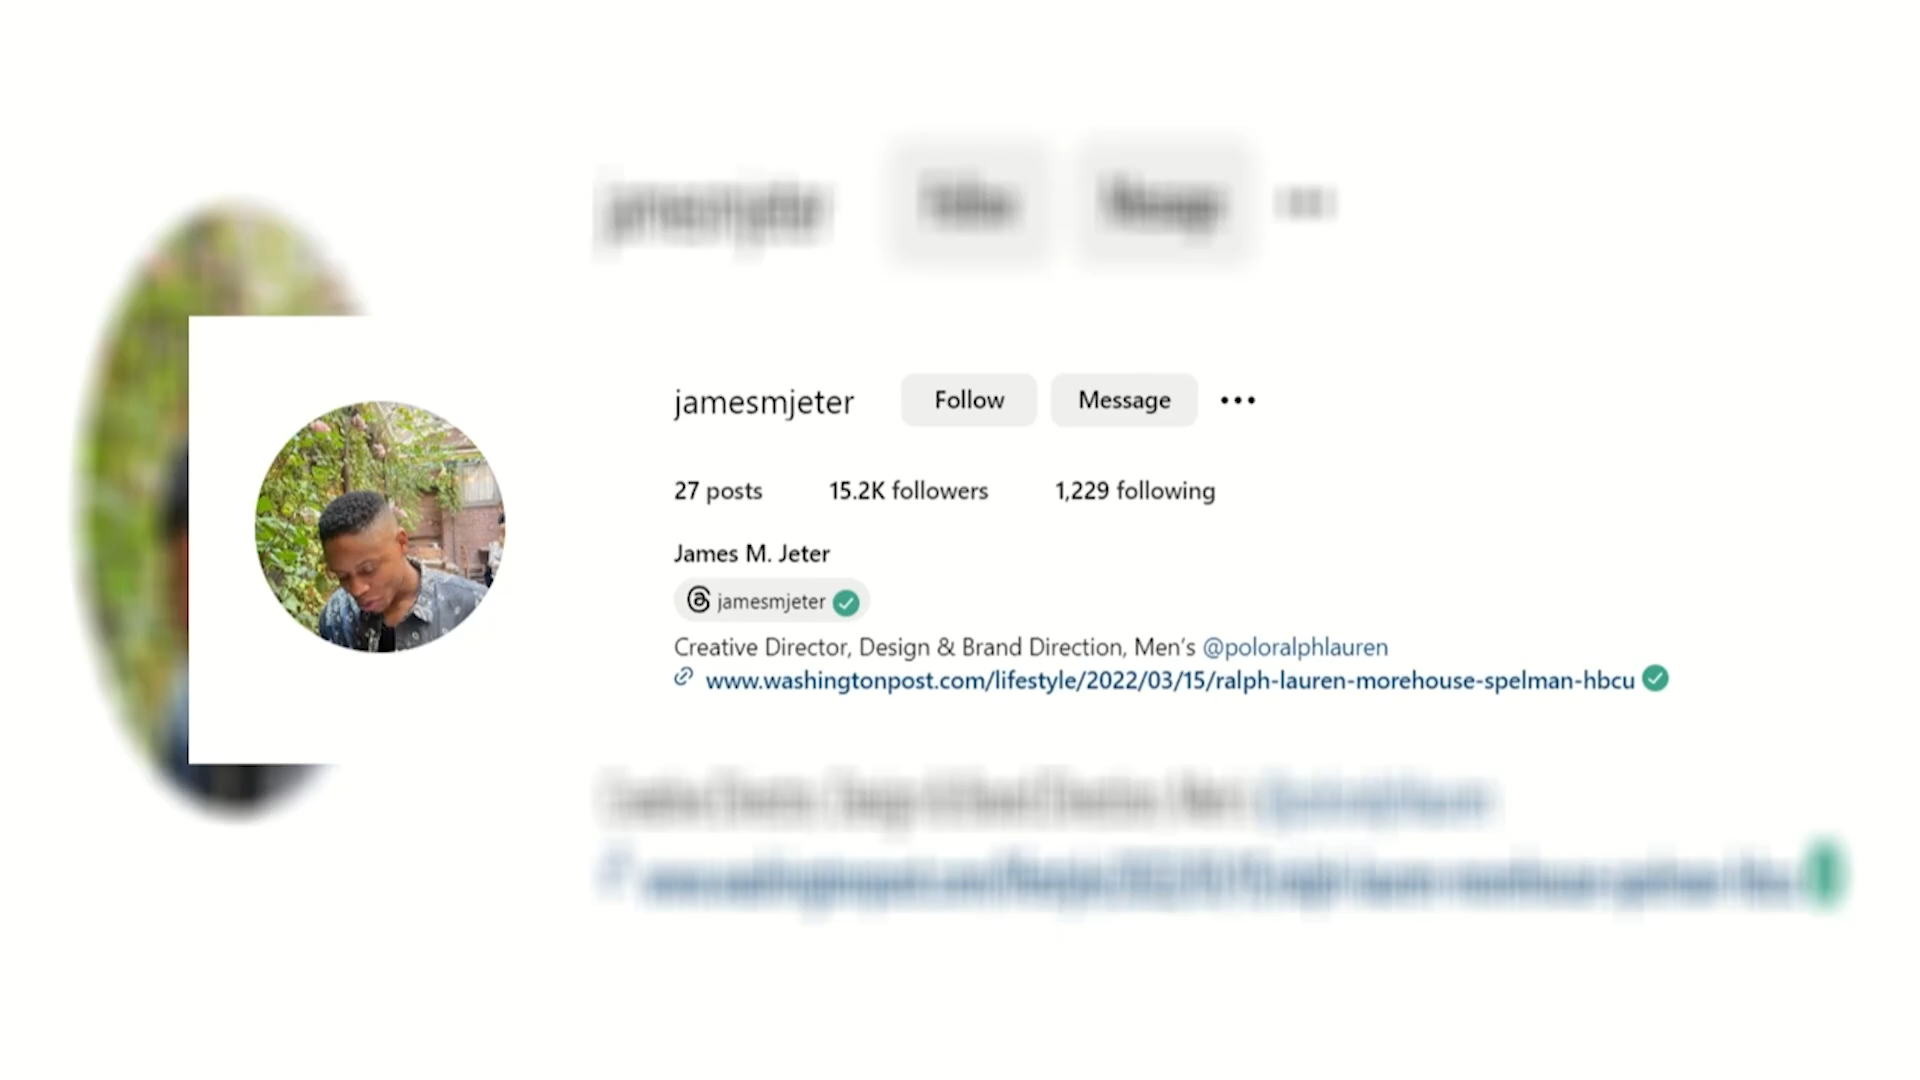 jamesmjeter Follow Message
27 posts 15.2K followers 1,229 following
James M. Jeter
jamesmjeter
Creative Director, Design & Brand Direction, Men's @poloralphlauren
www.washingtonpost.com/lifestyle/2022/03/15/ralph-lauren-morehouse-spelman-hbcu